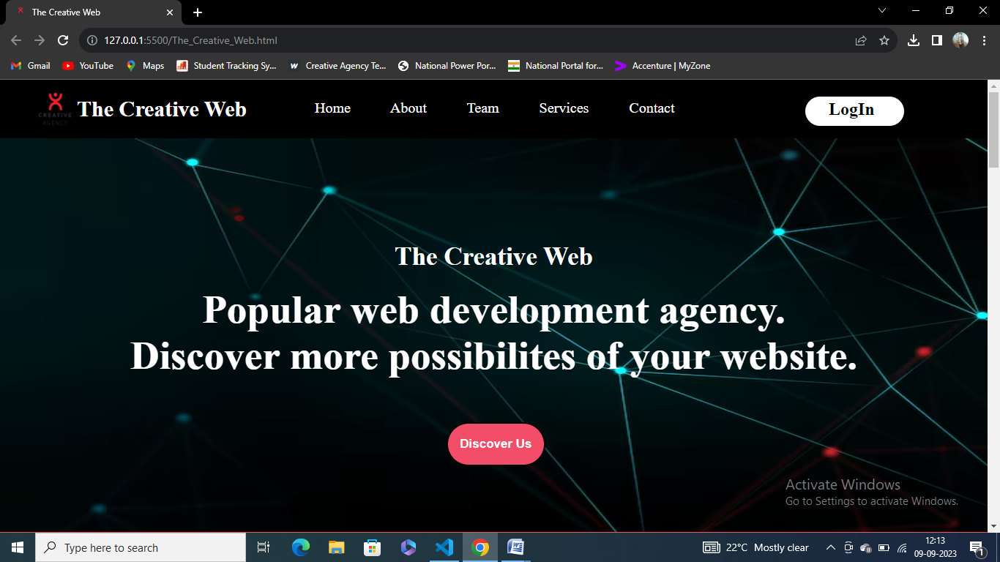 The Creative Web
127.0.0.1:5500/The_Creative_Web.html
Gmail YouTube Maps Student Tracking Sy... Creative Agency Te... National Power Por... National Portal for... Accenture | MyZone
CREATIVE
AGENCY
The Creative Web Home About Team Services Contact LogIn
The Creative Web
Popular web development agency.
Discover more possibilites of your website.
Discover Us
Activate Windows
Go to Settings to activate Windows.
Type here to search 22°C Mostly clear 12:13
09-09-2023
1